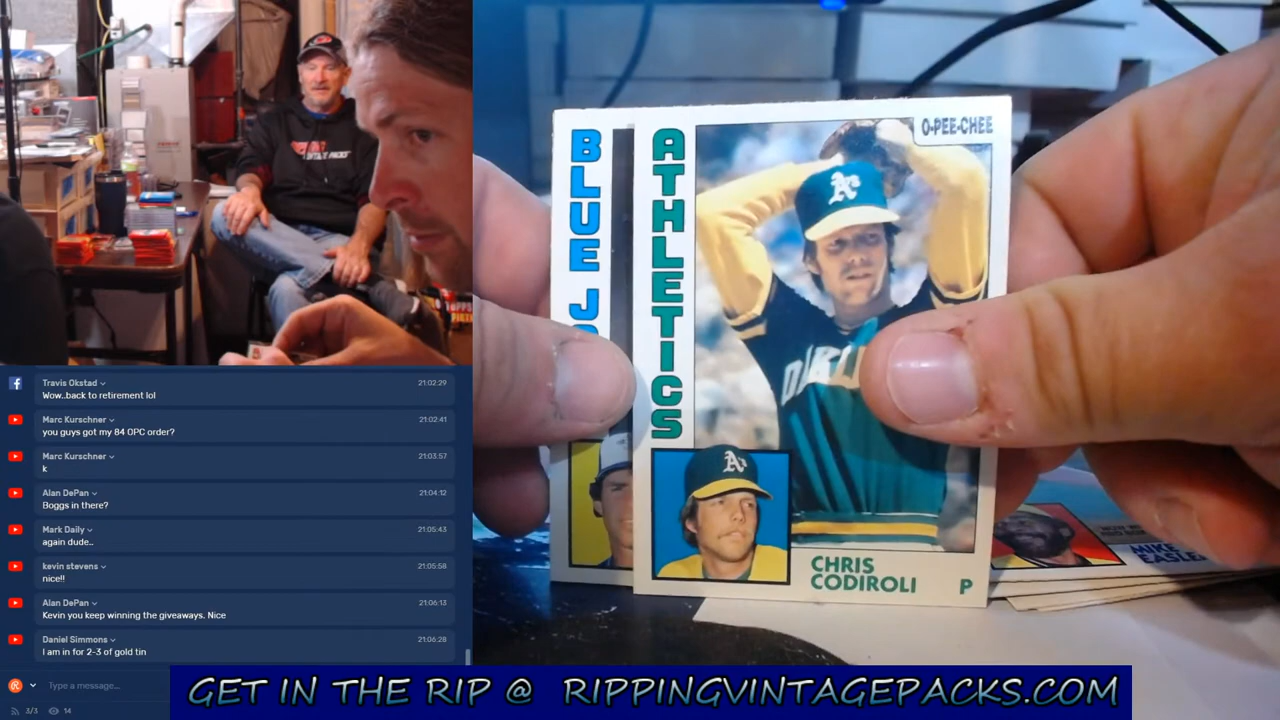 Travis Okstad
21:02:29
Wow..back to retirement lol
Marc Kurschner
21:02:41
you guys got my 84 OPC order?
Marc Kurschner
21:03:57
k
Alan DePan
21:04:12
Boggs in there?
Mark Daily
21:05:43
again dude..
kevin stevens
21:05:58
nice!!
Alan DePan
21:06:13
Kevin you keep winning the giveaways. Nice
Daniel Simmons
21:06:28
I am in for 2-3 of gold tin
Type a message...
3/3
14
BLUE J
ATHLETICS
O-PEE-CHEE
A's
A's
CHRIS
CODIROLI
P
MIKE
EASLER
GET IN THE RIP @ RIPPINGVINTAGEPACKS.COM